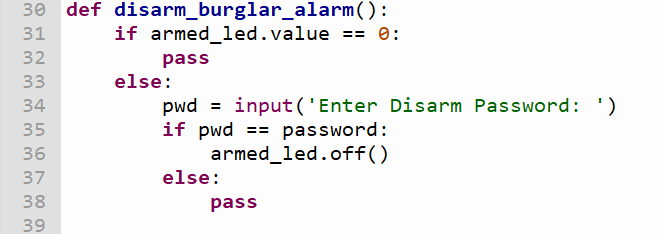 30 def disarm_burglar_alarm():
31     if armed_led.value == 0:
32         pass
33     else:
34         pwd = input('Enter Disarm Password: ')
35         if pwd == password:
36             armed_led.off()
37         else:
38             pass
39